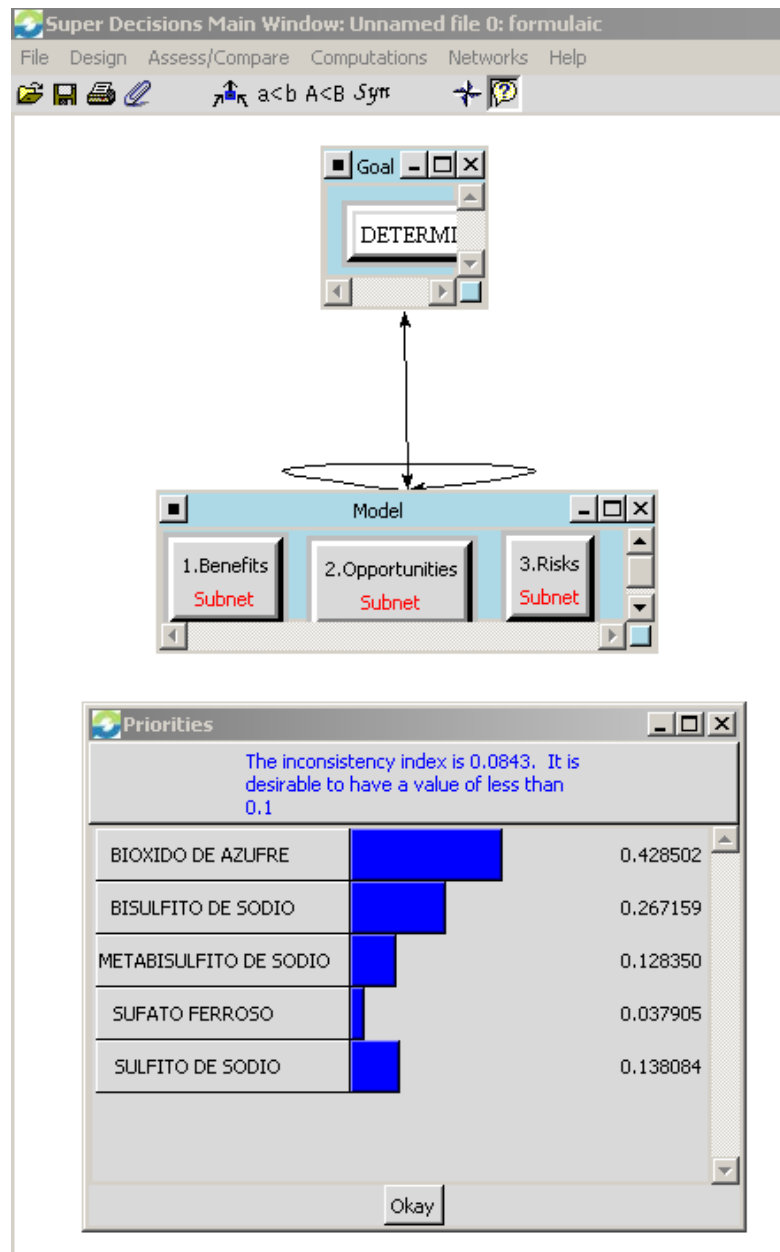 Super Decisions Main Window: Unnamed file 0: formulaic
File Design Assess/Compare Computations Networks Help
a<b A<B Syn
Goal
DETERMI
Model
1.Benefits
Subnet
2.Opportunities
Subnet
3.Risks
Subnet
Priorities
The inconsistency index is 0.0843. It is
desirable to have a value of less than
0.1
BIOXIDO DE AZUFRE 0.428502
BISULFITO DE SODIO 0.267159
METABISULFITO DE SODIO 0.128350
SUFATO FERROSO 0.037905
SULFITO DE SODIO 0.138084
Okay